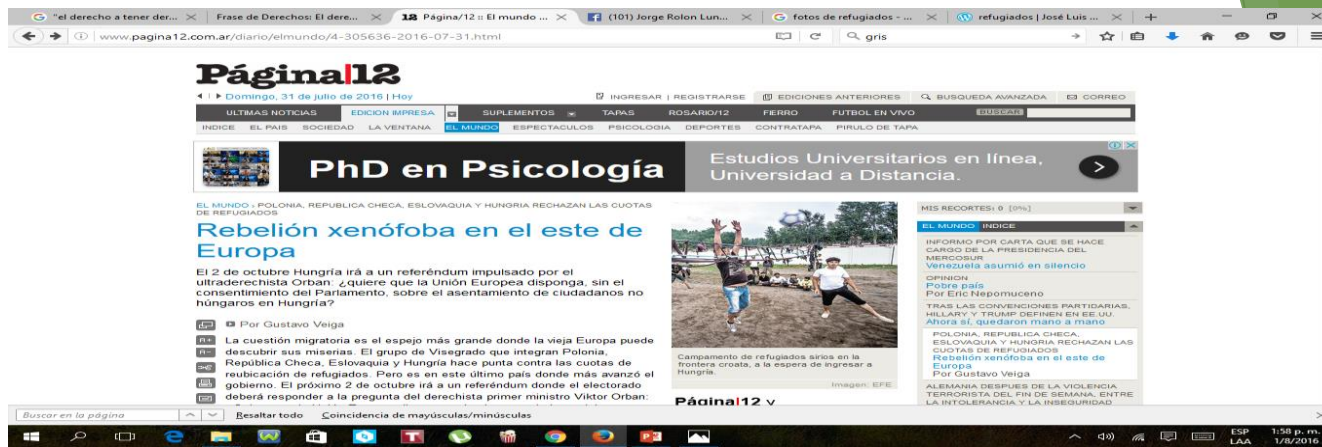 "el derecho a tener der...
Frase de Derechos: El dere...
12 Página/12 :: El mundo ...
(101) Jorge Rolon Lun...
fotos de refugiados - ...
refugiados | José Luis ...
www.pagina12.com.ar/diario/elmundo/4-305636-2016-07-31.html
gris
Página|12
Domingo, 31 de julio de 2016 | Hoy
INGRESAR | REGISTRARSE
EDICIONES ANTERIORES
BUSQUEDA AVANZADA
CORREO
ULTIMAS NOTICIAS
EDICION IMPRESA
SUPLEMENTOS
TAPAS
ROSARIO/12
FIERRO
FUTBOL EN VIVO
BUSCAR
INDICE EL PAIS SOCIEDAD LA VENTANA EL MUNDO ESPECTACULOS PSICOLOGIA DEPORTES CONTRATAPA PIRULO DE TAPA
PhD en Psicología
Estudios Universitarios en línea,
Universidad a Distancia.
EL MUNDO › POLONIA, REPUBLICA CHECA, ESLOVAQUIA Y HUNGRIA RECHAZAN LAS CUOTAS
DE REFUGIADOS
Rebelión xenófoba en el este de
Europa
El 2 de octubre Hungría irá a un referéndum impulsado por el
ultraderechista Orban: ¿quiere que la Unión Europea disponga, sin el
consentimiento del Parlamento, sobre el asentamiento de ciudadanos no
húngaros en Hungría?
Por Gustavo Veiga
La cuestión migratoria es el espejo más grande donde la vieja Europa puede
descubrir sus miserias. El grupo de Visegrado que integran Polonia,
República Checa, Eslovaquia y Hungría hace punta contra las cuotas de
reubicación de refugiados. Pero es en este último país donde más avanzó el
gobierno. El próximo 2 de octubre irá a un referéndum donde el electorado
deberá responder a la pregunta del derechista primer ministro Viktor Orban:
Campamento de refugiados sirios en la
frontera croata, a la espera de ingresar a
Hungría.
Imagen: EFE
Página|12
MIS RECORTES: 0 [0%]
EL MUNDO INDICE
INFORMO POR CARTA QUE SE HACE
CARGO DE LA PRESIDENCIA DEL
MERCOSUR
Venezuela asumió en silencio
OPINION
Pobre país
Por Eric Nepomuceno
TRAS LAS CONVENCIONES PARTIDARIAS,
HILLARY Y TRUMP DEFINEN EN EE.UU.
Ahora sí, quedaron mano a mano
POLONIA, REPUBLICA CHECA,
ESLOVAQUIA Y HUNGRIA RECHAZAN LAS
CUOTAS DE REFUGIADOS
Rebelión xenófoba en el este de
Europa
Por Gustavo Veiga
ALEMANIA DESPUES DE LA VIOLENCIA
TERRORISTA DEL FIN DE SEMANA, ENTRE
LA INTOLERANCIA Y LA INSEGURIDAD
Buscar en la página
Resaltar todo
Coincidencia de mayúsculas/minúsculas
ESP
LAA
1:58 p. m.
1/8/2016